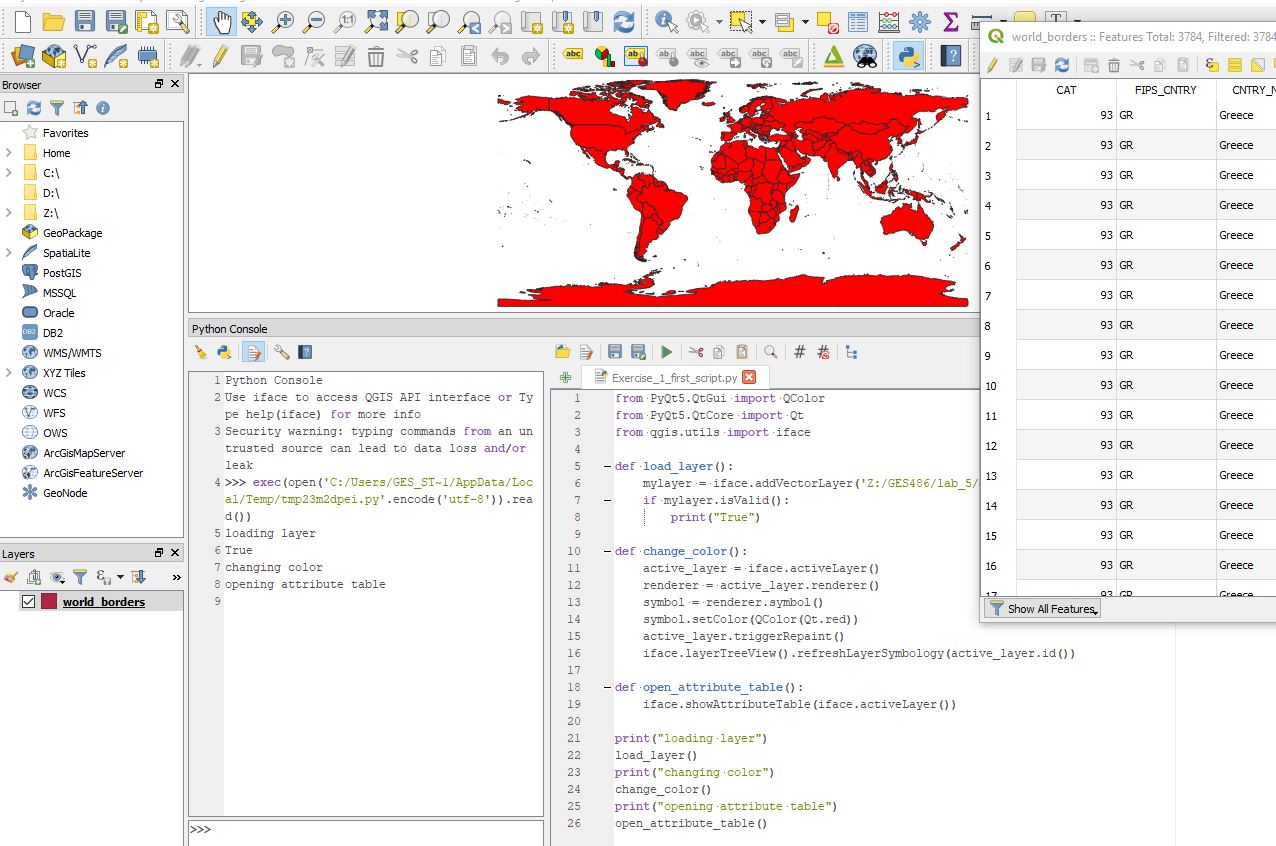 Browser
Favorites
Home
C:\
D:\
Z:\
GeoPackage
SpatiaLite
PostGIS
MSSQL
Oracle
DB2
WMS/WMTS
XYZ Tiles
WCS
WFS
OWS
ArcGisMapServer
ArcGisFeatureServer
GeoNode
Layers
world_borders
Python Console
1 Python Console
2 Use iface to access QGIS API interface or Ty
pe help(iface) for more info
3 Security warning: typing commands from an un
trusted source can lead to data loss and/or
leak
4 >>> exec(open('C:/Users/GES_ST~1/AppData/Lo
cal/Temp/tmp23m2dpei.py'.encode('utf-8')).rea
d())
5 loading layer
6 True
7 changing color
8 opening attribute table
9
>>>
Exercise_1_first_script.py
1 from PyQt5.QtGui import QColor
2 from PyQt5.QtCore import Qt
3 from qgis.utils import iface
4
5 def load_layer():
6 mylayer = iface.addVectorLayer('Z:/GES486/lab_5/
7 if mylayer.isValid():
8 print("True")
9
10 def change_color():
11 active_layer = iface.activeLayer()
12 renderer = active_layer.renderer()
13 symbol = renderer.symbol()
14 symbol.setColor(QColor(Qt.red))
15 active_layer.triggerRepaint()
16 iface.layerTreeView().refreshLayerSymbology(active_layer.id())
17
18 def open_attribute_table():
19 iface.showAttributeTable(iface.activeLayer())
20
21 print("loading layer")
22 load_layer()
23 print("changing color")
24 change_color()
25 print("opening attribute table")
26 open_attribute_table()
world_borders :: Features Total: 3784, Filtered: 3784
CAT FIPS_CNTRY CNTRY_N
1 93 GR Greece
2 93 GR Greece
3 93 GR Greece
4 93 GR Greece
5 93 GR Greece
6 93 GR Greece
7 93 GR Greece
8 93 GR Greece
9 93 GR Greece
10 93 GR Greece
11 93 GR Greece
12 93 GR Greece
13 93 GR Greece
14 93 GR Greece
15 93 GR Greece
16 93 GR Greece
17 93 GR Greece
Show All Features